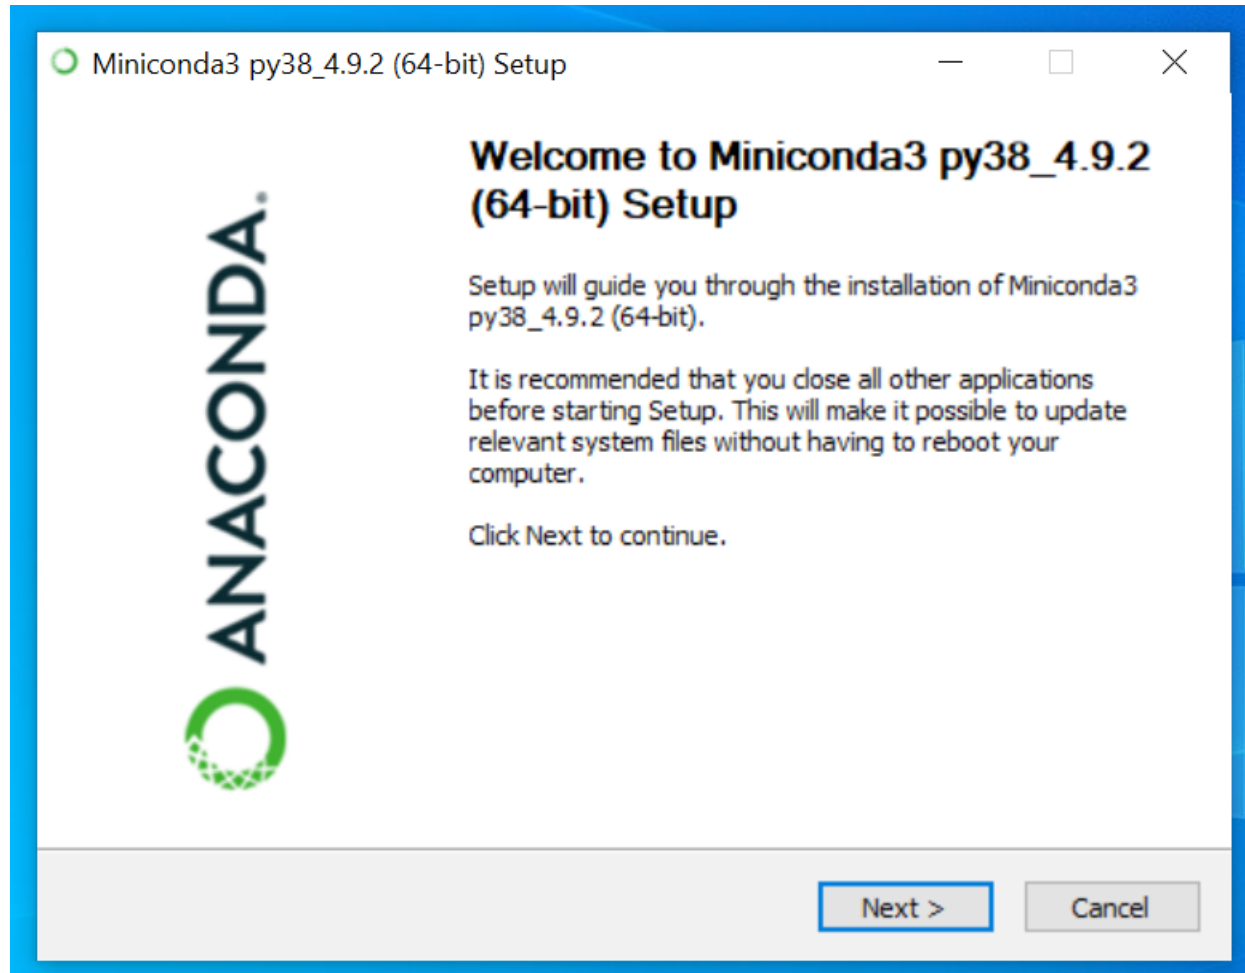 Miniconda3 py38_4.9.2 (64-bit) Setup
ANACONDA.
Welcome to Miniconda3 py38_4.9.2
(64-bit) Setup
Setup will guide you through the installation of Miniconda3
py38_4.9.2 (64-bit).
It is recommended that you close all other applications
before starting Setup. This will make it possible to update
relevant system files without having to reboot your
computer.
Click Next to continue.
Next >
Cancel